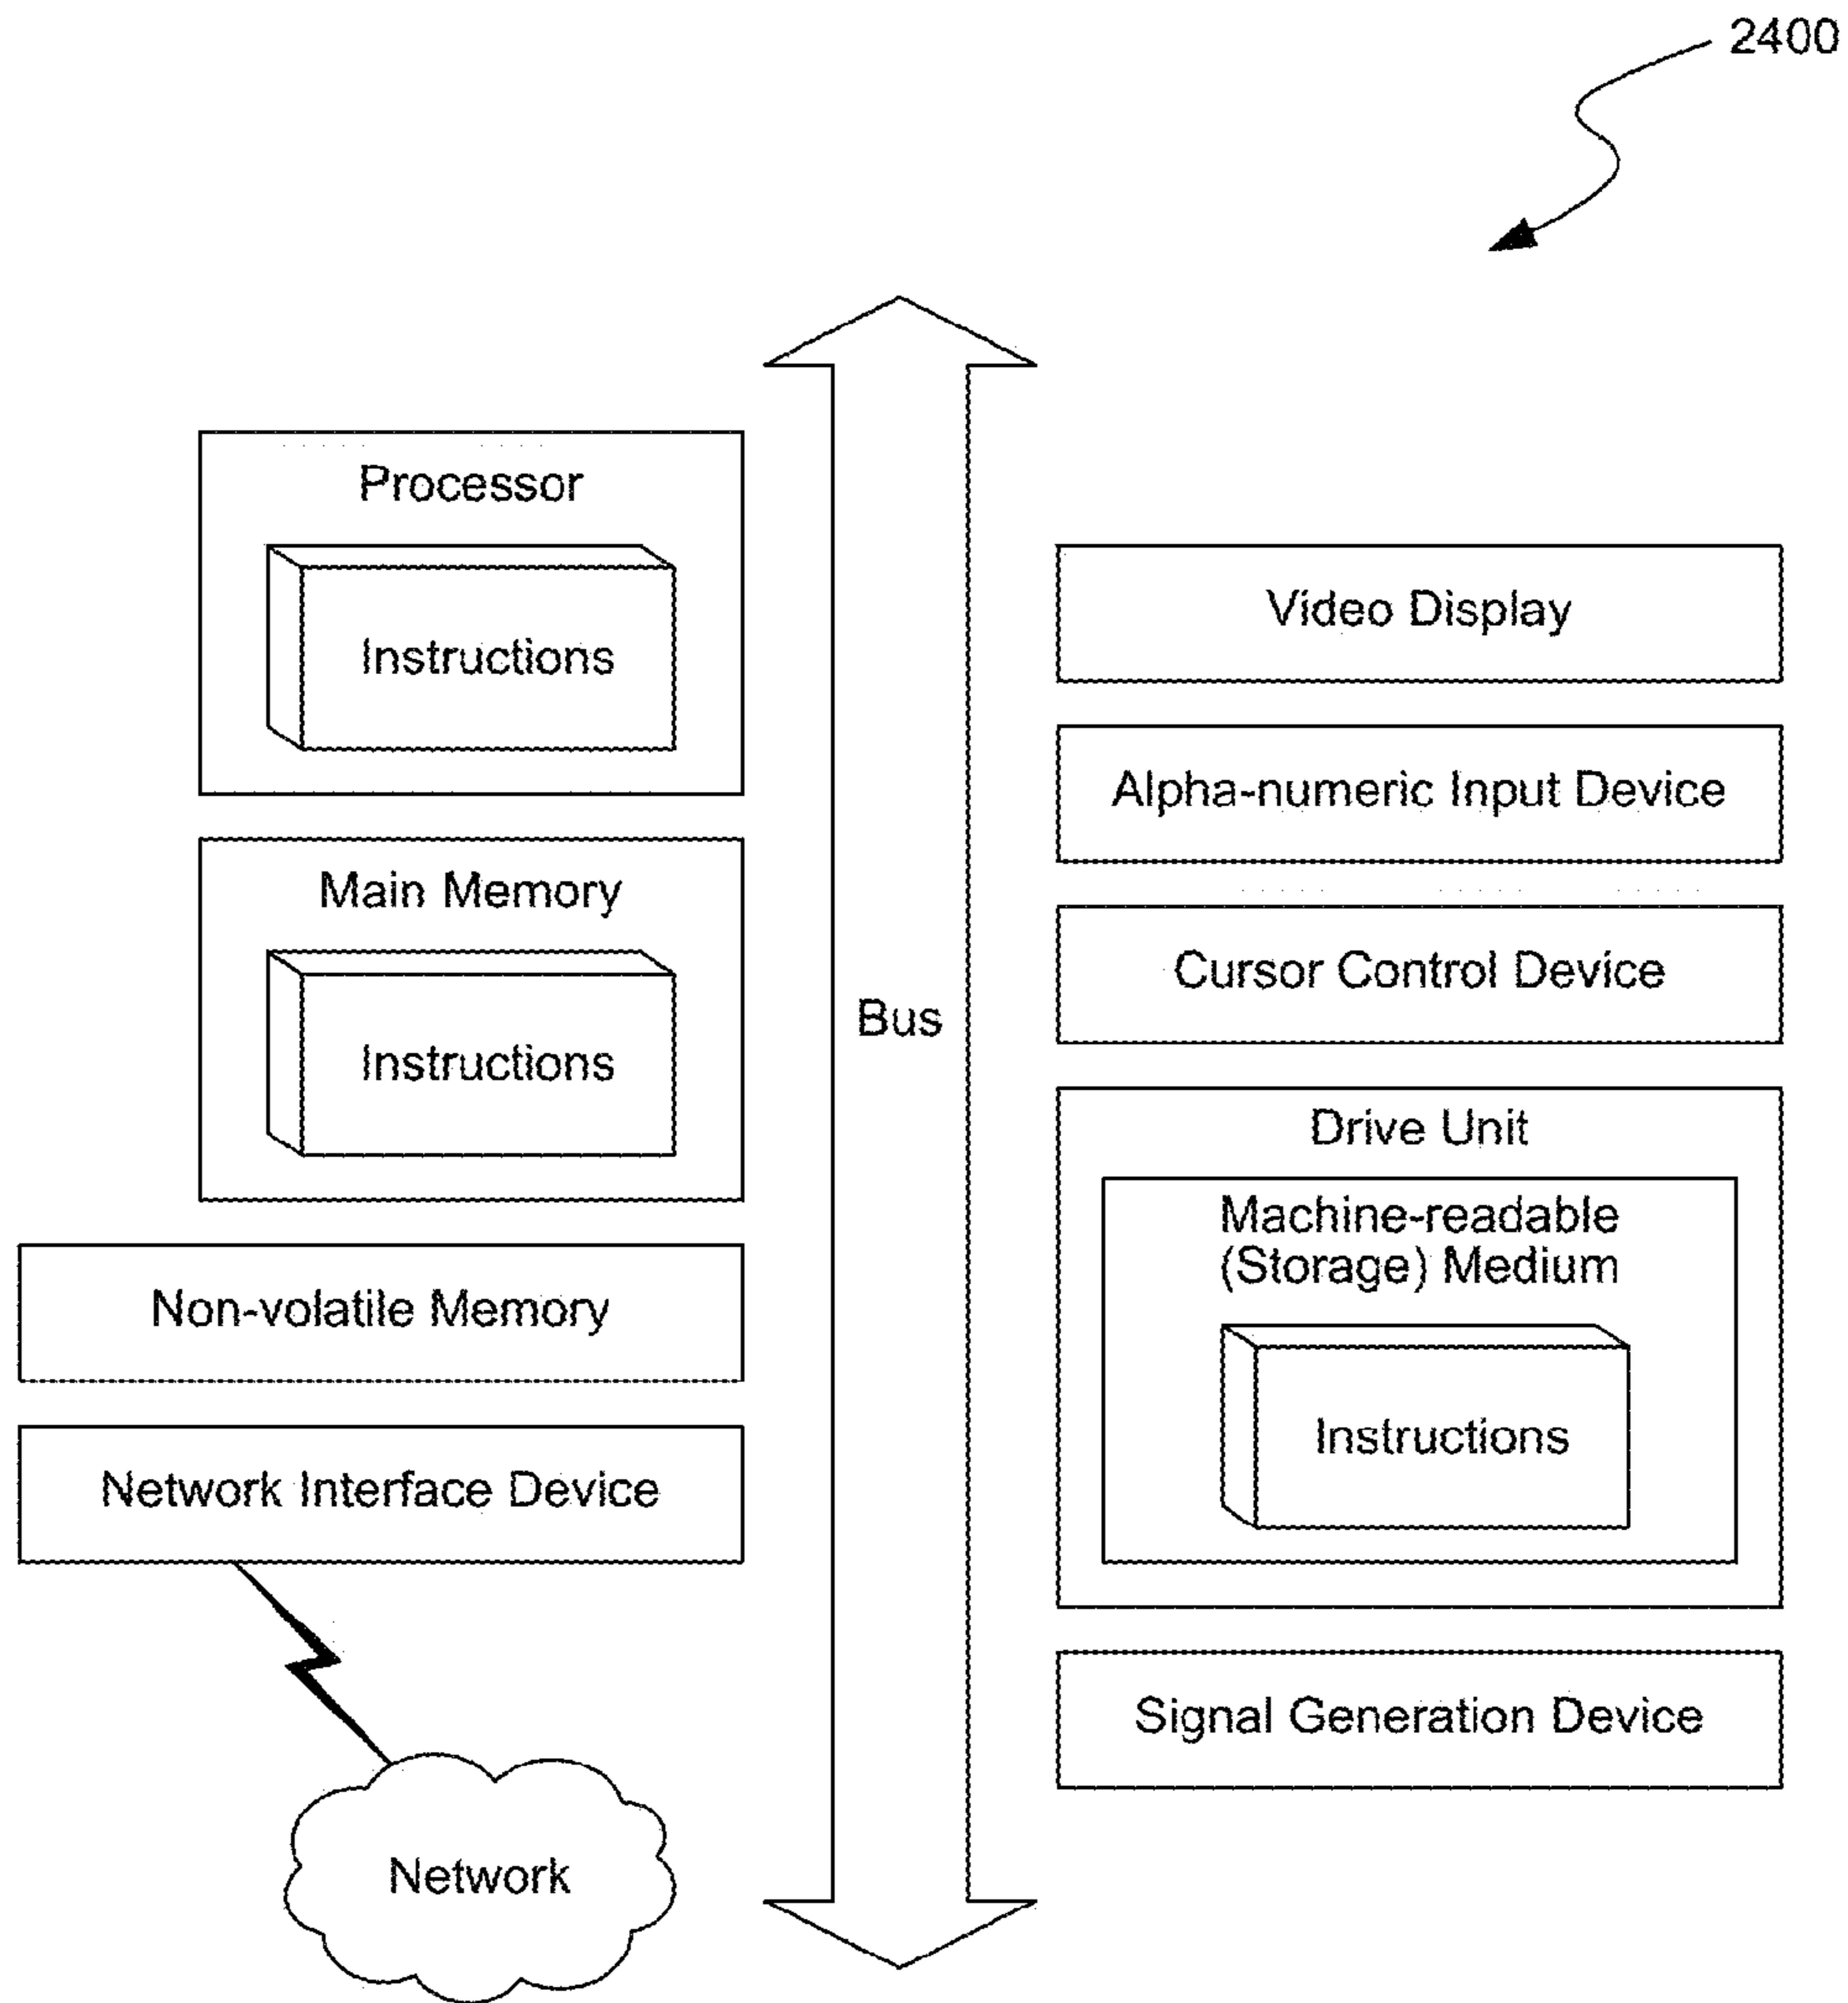 2400
Processor
Instructions
Main Memory
Instructions
Non-volatile Memory
Network Interface Device
Network
Bus
Video Display
Alpha-numeric Input Device
Cursor Control Device
Drive Unit
Machine-readable
(Storage) Medium
Instructions
Signal Generation Device